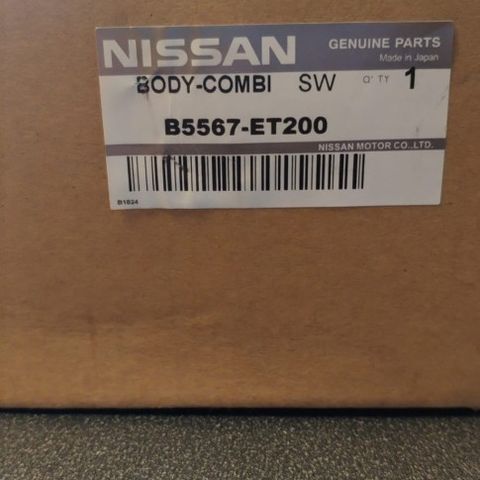 NISSAN GENUINE PARTS
Made in Japan
BODY-COMBI SW Q'TY 1
B5567-ET200
NISSAN MOTOR CO.,LTD.
B1824